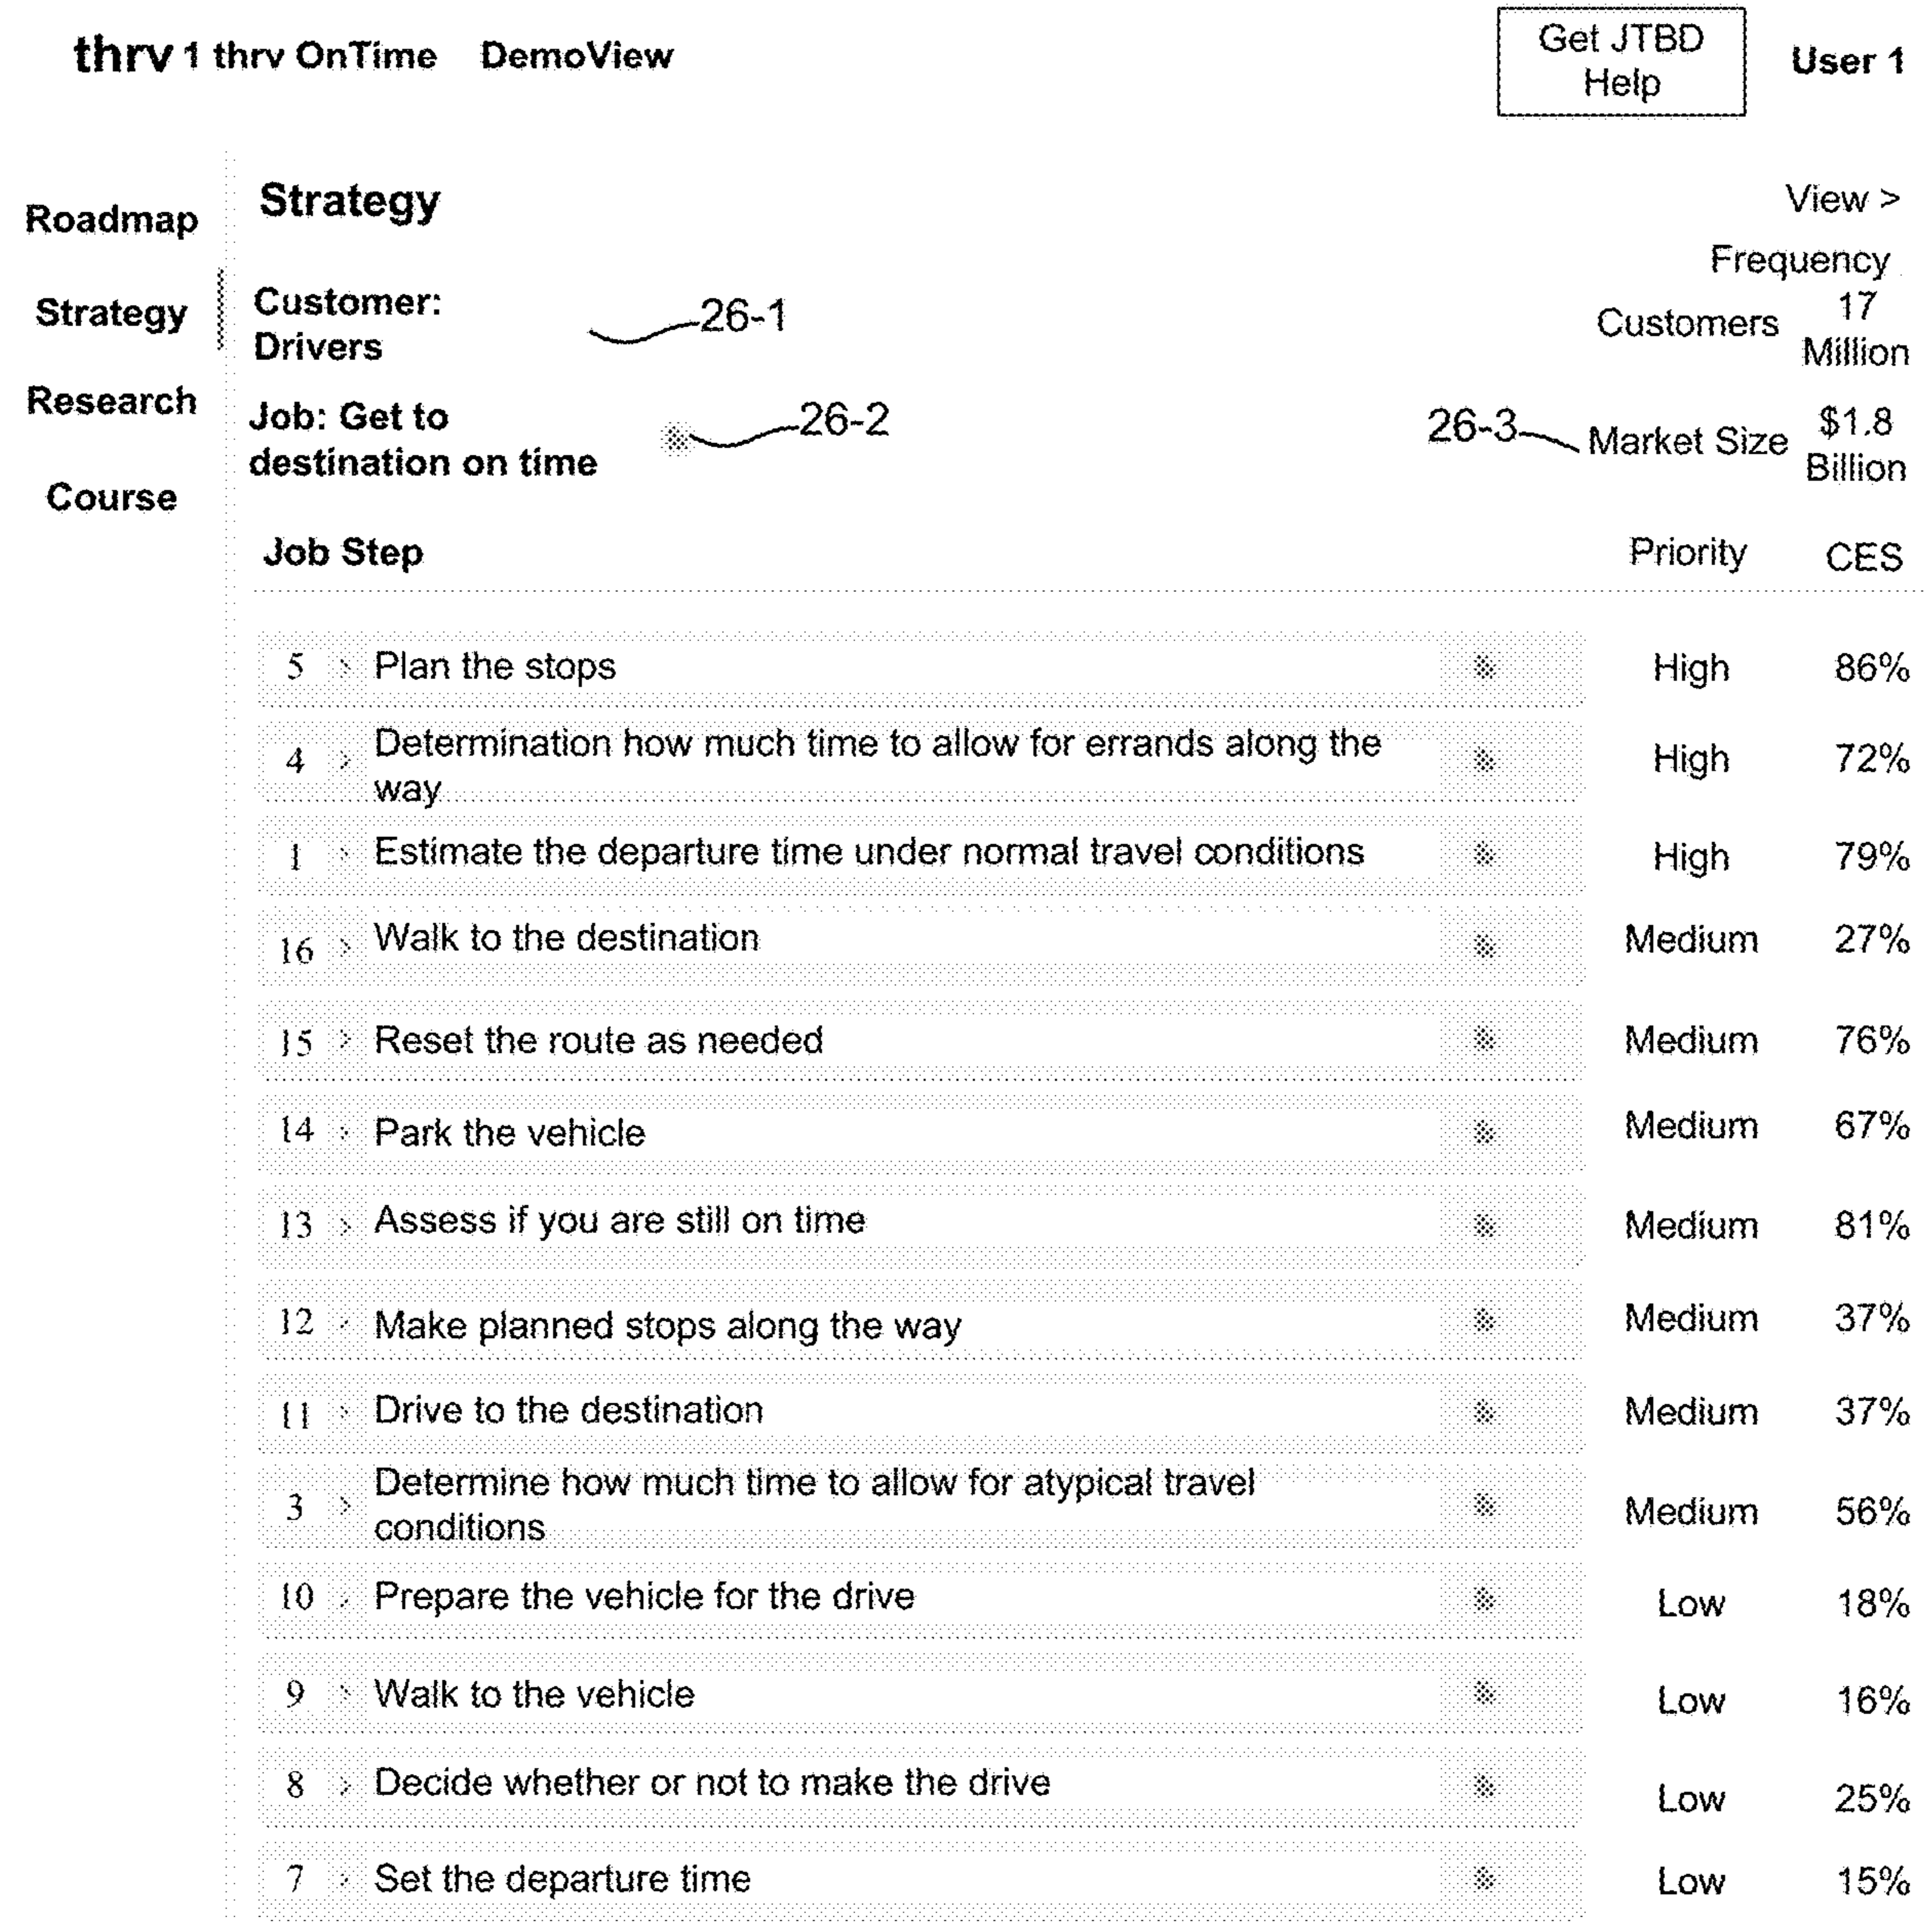 thrv 1 thrv OnTime DemoView
Get JTBD
Help
User 1
Roadmap
Strategy
Research
Course
Strategy
View >
Frequency
Customer:
Drivers
26-1
Customers 17
Million
Job: Get to
destination on time
26-2
26-3
Market Size $1.8
Billion
Job Step Priority CES
5 > Plan the stops High 86%
4 > Determination how much time to allow for errands along the
way
High 72%
1 > Estimate the departure time under normal travel conditions High 79%
16 > Walk to the destination Medium 27%
15 > Reset the route as needed Medium 76%
14 > Park the vehicle Medium 67%
13 > Assess if you are still on time Medium 81%
12 > Make planned stops along the way Medium 37%
11 > Drive to the destination Medium 37%
3 > Determine how much time to allow for atypical travel
conditions
Medium 56%
10 > Prepare the vehicle for the drive Low 18%
9 > Walk to the vehicle Low 16%
8 > Decide whether or not to make the drive Low 25%
7 > Set the departure time Low 15%